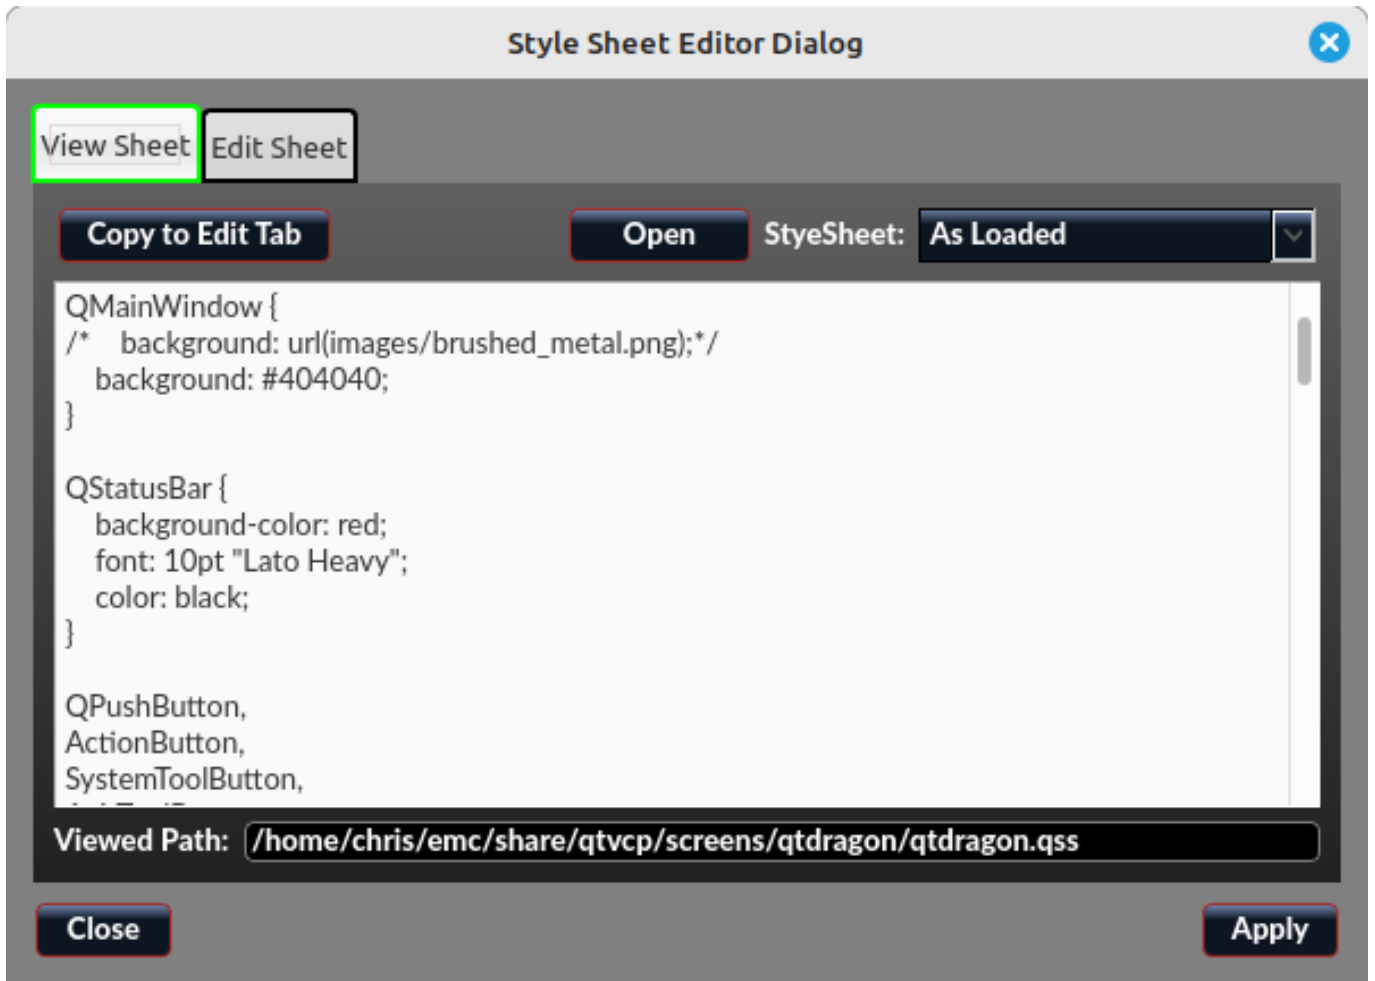 Style Sheet Editor Dialog
View Sheet Edit Sheet
Copy to Edit Tab Open StyeSheet: As Loaded
QMainWindow {
/*    background: url(images/brushed_metal.png);*/
    background: #404040;
}
QStatusBar {
    background-color: red;
    font: 10pt "Lato Heavy";
    color: black;
}
QPushButton,
ActionButton,
SystemToolButton,
Viewed Path: /home/chris/emc/share/qtvcp/screens/qtdragon/qtdragon.qss
Close Apply